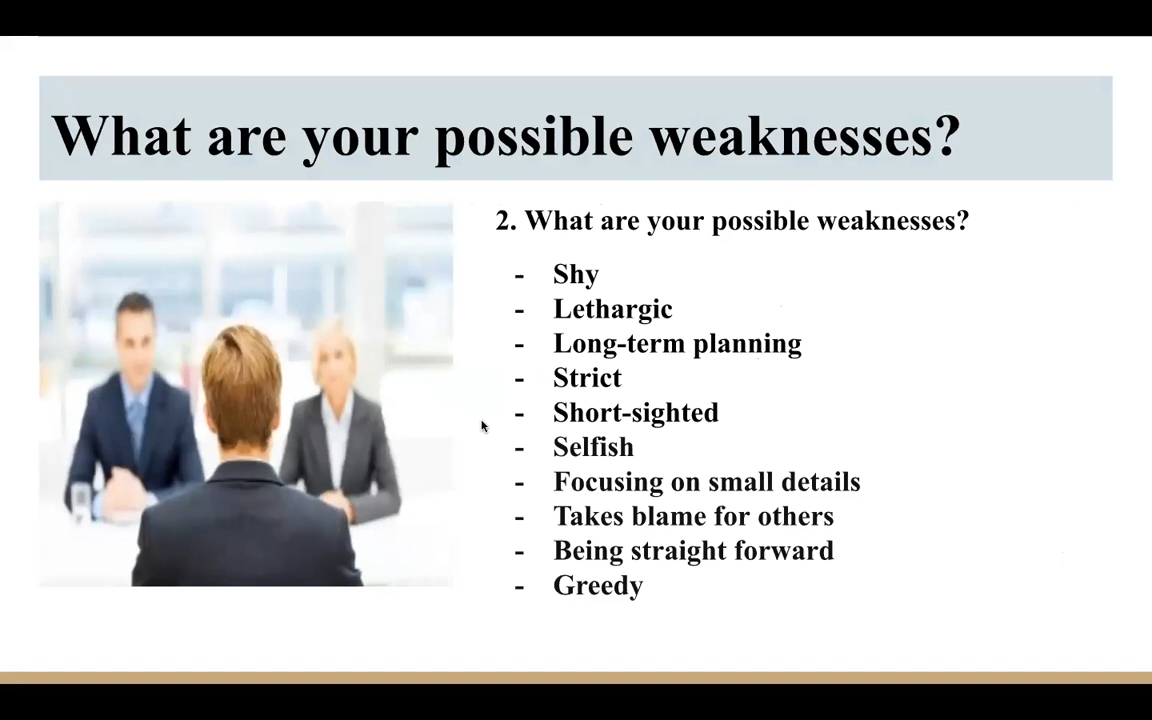 What are your possible weaknesses?
2. What are your possible weaknesses?
- Shy
- Lethargic
- Long-term planning
- Strict
- Short-sighted
- Selfish
- Focusing on small details
- Takes blame for others
- Being straight forward
- Greedy